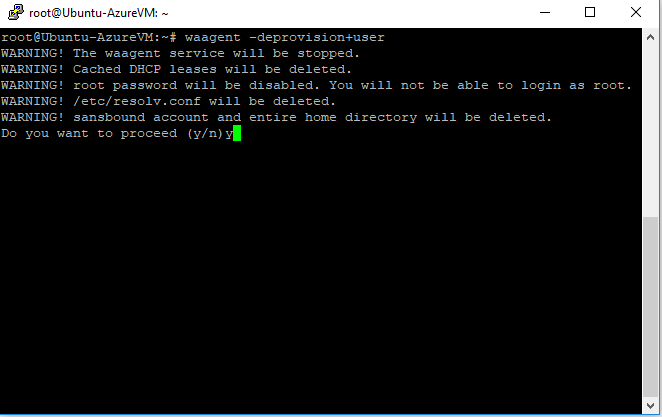 root@Ubuntu-AzureVM: ~
root@Ubuntu-AzureVM:~# waagent -deprovision+user
WARNING! The waagent service will be stopped.
WARNING! Cached DHCP leases will be deleted.
WARNING! root password will be disabled. You will not be able to login as root.
WARNING! /etc/resolv.conf will be deleted.
WARNING! sansbound account and entire home directory will be deleted.
Do you want to proceed (y/n)y